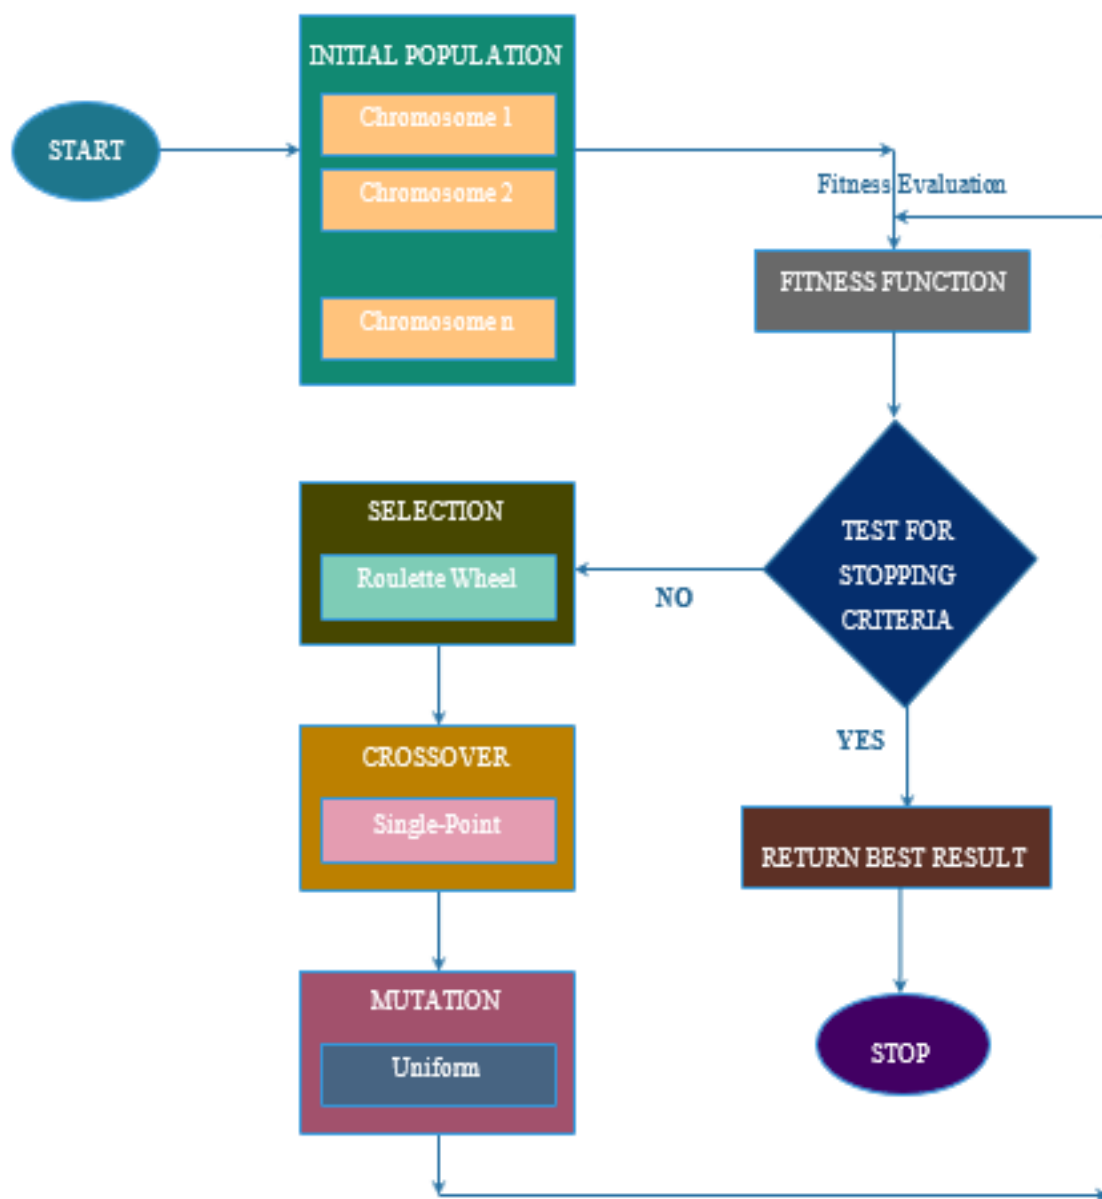 START
INITIAL POPULATION
Chromosome 1
Chromosome 2
Chromosome n
Fitness Evaluation
FITNESS FUNCTION
TEST FOR
STOPPING
CRITERIA
NO
YES
SELECTION
Roulette Wheel
CROSSOVER
Single-Point
MUTATION
Uniform
RETURN BEST RESULT
STOP